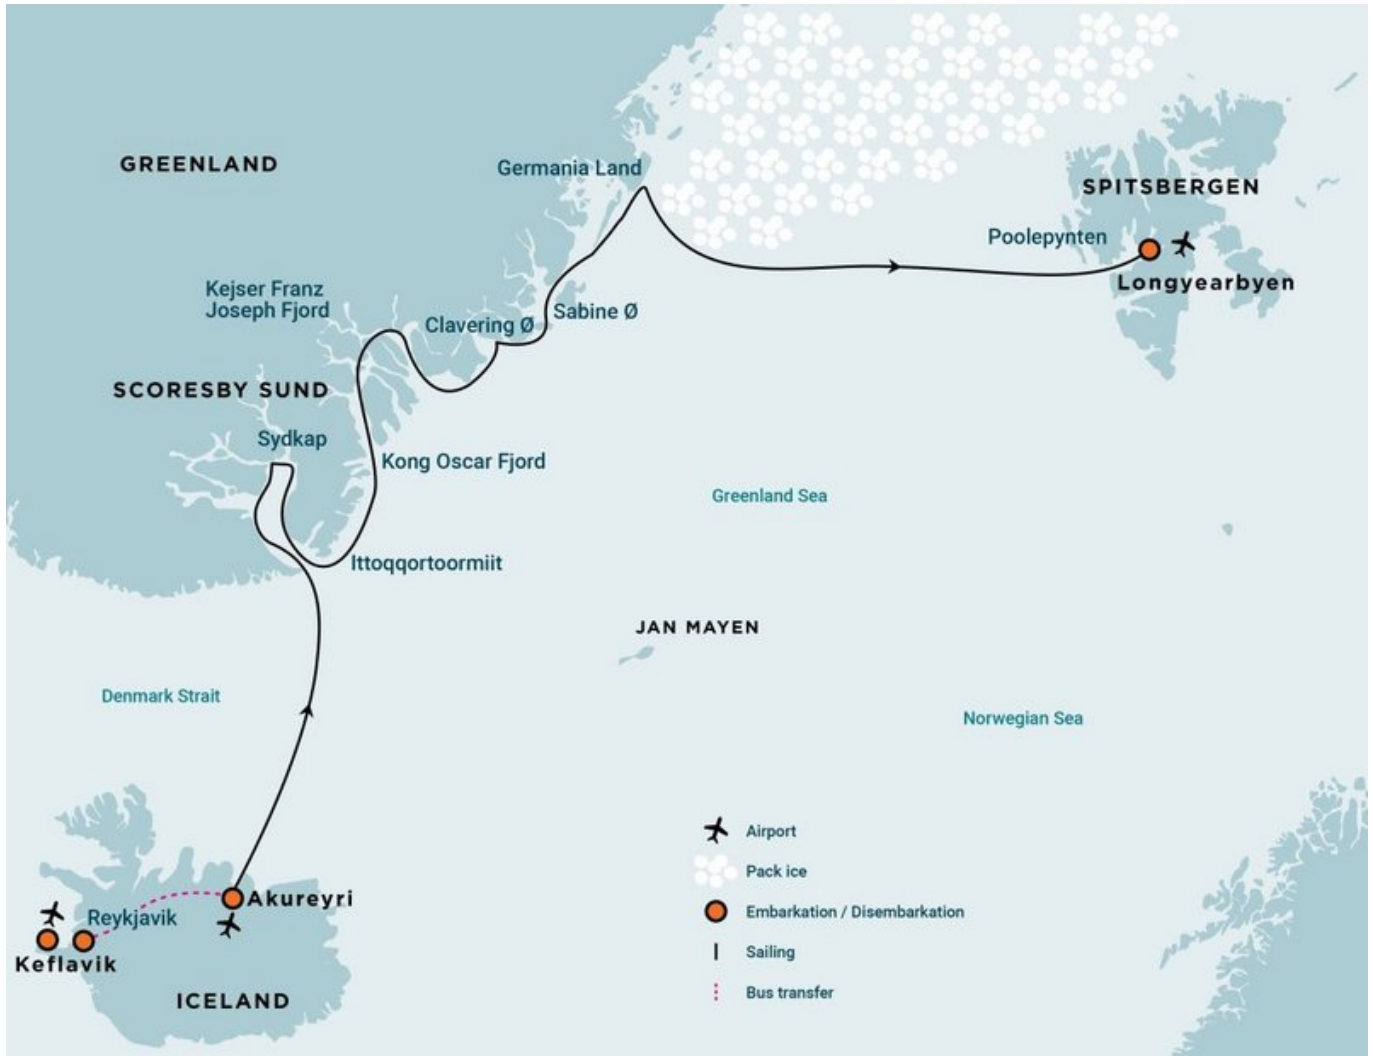 GREENLAND
Germania Land
SPITSBERGEN
Poolepynten
Longyearbyen
Kejser Franz
Joseph Fjord
Clavering Ø
Sabine Ø
SCORESBY SUND
Sydkap
Kong Oscar Fjord
Greenland Sea
Ittoqqortoormiit
JAN MAYEN
Denmark Strait
Norwegian Sea
Akureyri
Reykjavik
Keflavik
ICELAND
Airport
Pack ice
Embarkation / Disembarkation
Sailing
Bus transfer